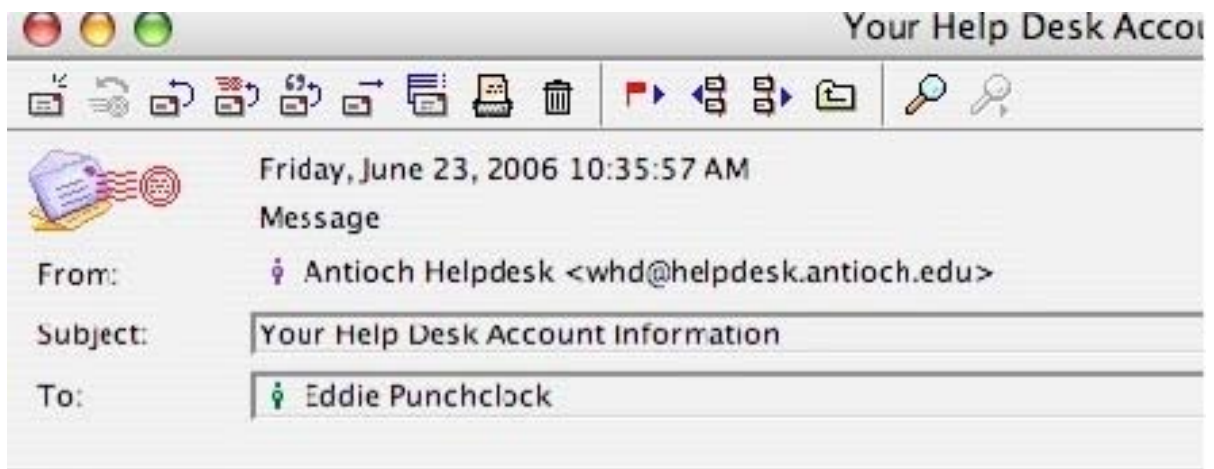 Your Help Desk Accou
Friday, June 23, 2006 10:35:57 AM
Message
From: Antioch Helpdesk <whd@helpdesk.antioch.edu>
Subject: Your Help Desk Account Information
To: Eddie Punchclock